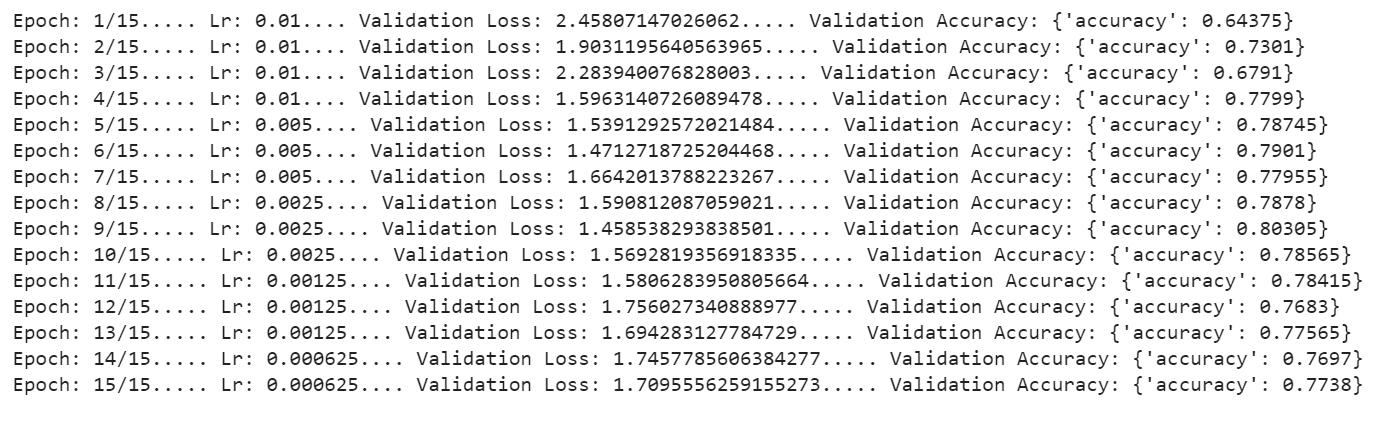 Epoch: 1/15..... Lr: 0.01.... Validation Loss: 2.45807147026062..... Validation Accuracy: {'accuracy': 0.64375}
Epoch: 2/15..... Lr: 0.01.... Validation Loss: 1.9031195640563965..... Validation Accuracy: {'accuracy': 0.7301}
Epoch: 3/15..... Lr: 0.01.... Validation Loss: 2.283940076828003..... Validation Accuracy: {'accuracy': 0.6791}
Epoch: 4/15..... Lr: 0.01.... Validation Loss: 1.5963140726089478..... Validation Accuracy: {'accuracy': 0.7799}
Epoch: 5/15..... Lr: 0.005.... Validation Loss: 1.5391292572021484..... Validation Accuracy: {'accuracy': 0.78745}
Epoch: 6/15..... Lr: 0.005.... Validation Loss: 1.4712718725204468..... Validation Accuracy: {'accuracy': 0.7901}
Epoch: 7/15..... Lr: 0.005.... Validation Loss: 1.6642013788223267..... Validation Accuracy: {'accuracy': 0.77955}
Epoch: 8/15..... Lr: 0.0025.... Validation Loss: 1.590812087059021..... Validation Accuracy: {'accuracy': 0.7878}
Epoch: 9/15..... Lr: 0.0025.... Validation Loss: 1.458538293838501..... Validation Accuracy: {'accuracy': 0.80305}
Epoch: 10/15..... Lr: 0.0025.... Validation Loss: 1.5692819356918335..... Validation Accuracy: {'accuracy': 0.78565}
Epoch: 11/15..... Lr: 0.00125.... Validation Loss: 1.5806283950805664..... Validation Accuracy: {'accuracy': 0.78415}
Epoch: 12/15..... Lr: 0.00125.... Validation Loss: 1.756027340888977..... Validation Accuracy: {'accuracy': 0.7683}
Epoch: 13/15..... Lr: 0.00125.... Validation Loss: 1.694283127784729..... Validation Accuracy: {'accuracy': 0.77565}
Epoch: 14/15..... Lr: 0.000625.... Validation Loss: 1.7457785606384277..... Validation Accuracy: {'accuracy': 0.7697}
Epoch: 15/15..... Lr: 0.000625.... Validation Loss: 1.7095556259155273..... Validation Accuracy: {'accuracy': 0.7738}